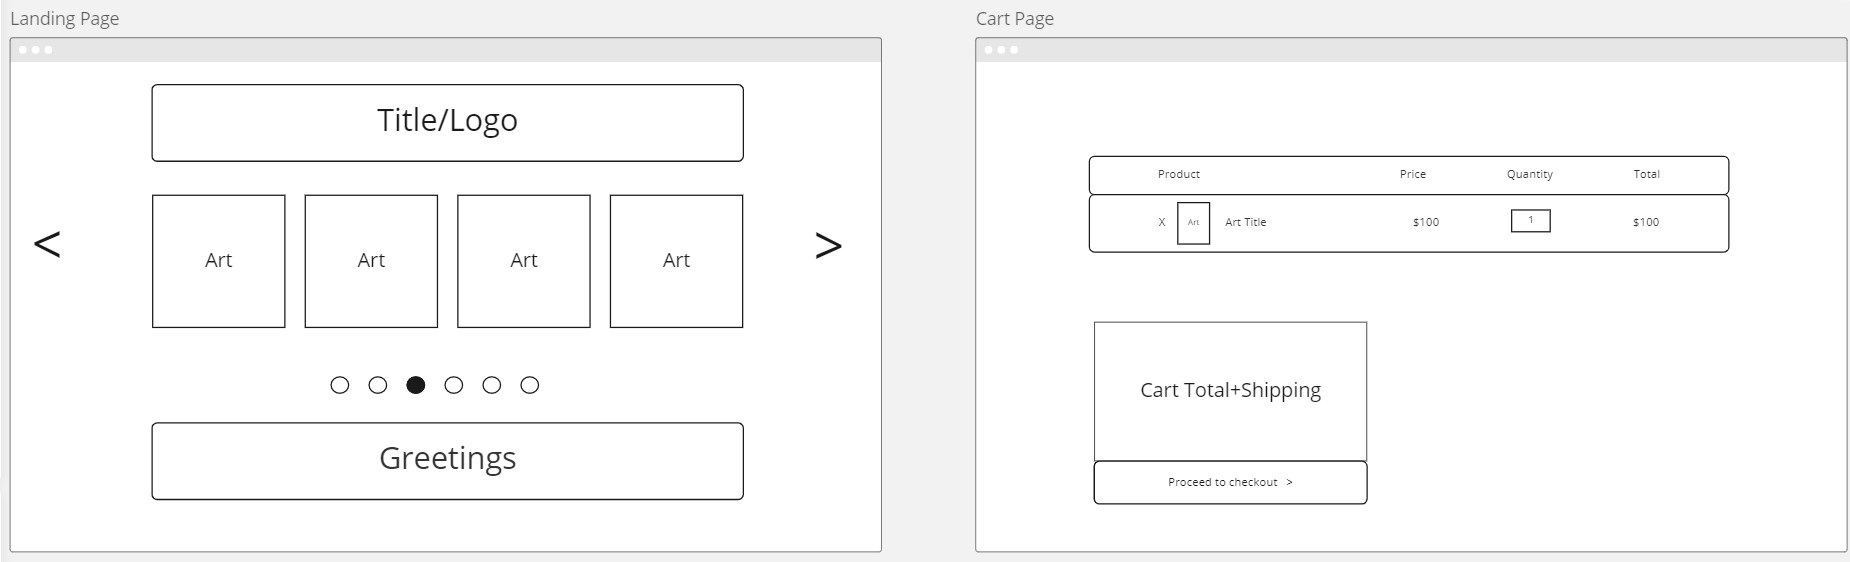 Landing Page
Title/Logo
<
Art Art Art Art
>
Greetings
Cart Page
Product Price Quantity Total
X Art Art Title $100 1 $100
Cart Total+Shipping
Proceed to checkout >